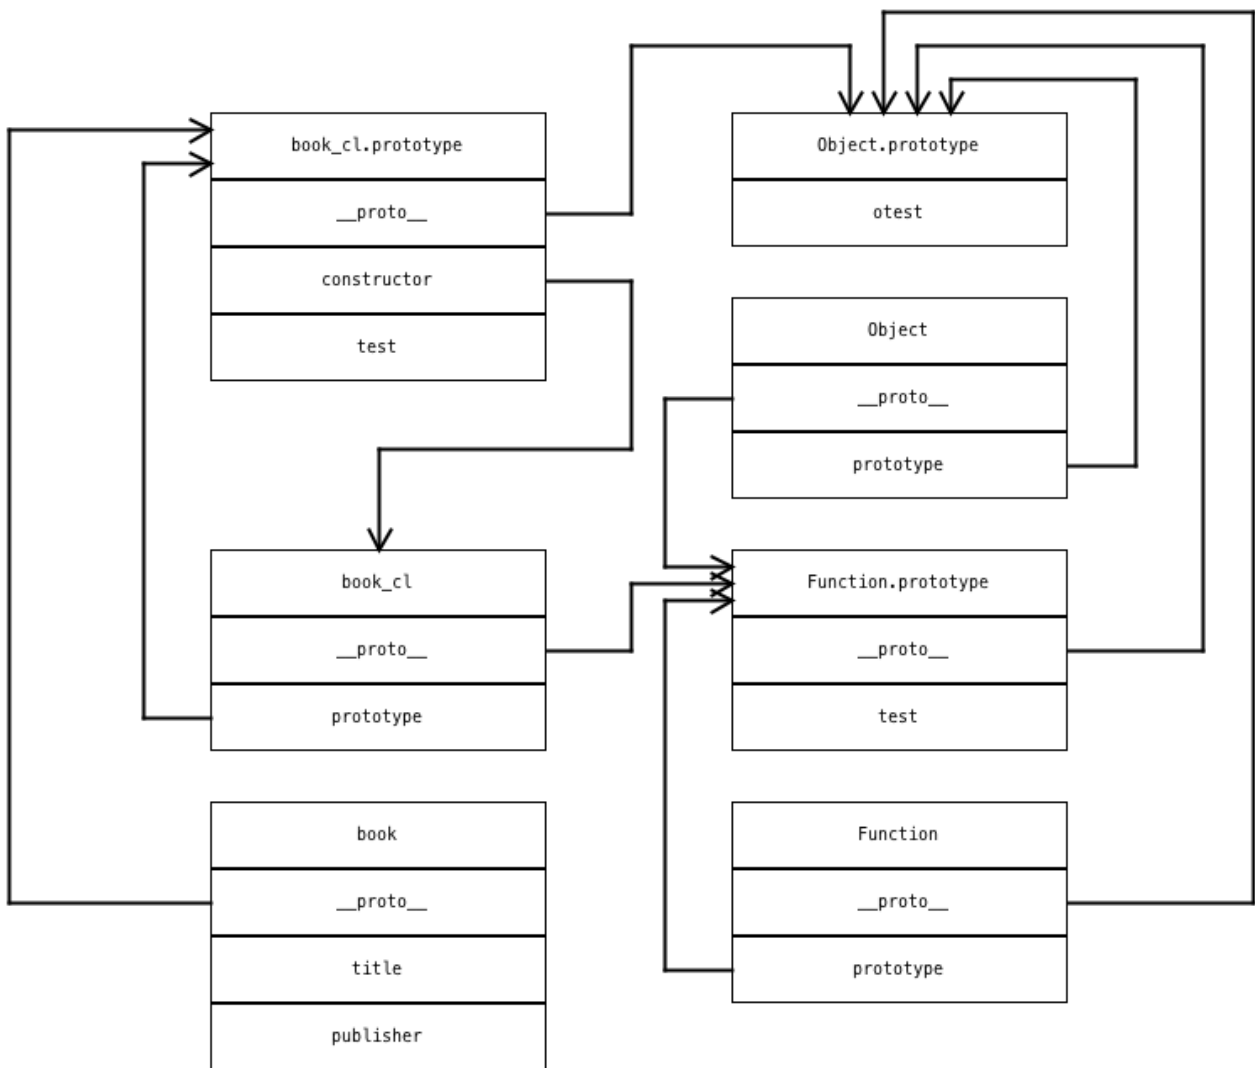 book_cl.prototype
__proto__
constructor
test
book_cl
__proto__
prototype
book
__proto__
title
publisher
Object.prototype
otest
Object
__proto__
prototype
Function.prototype
__proto__
test
Function
__proto__
prototype